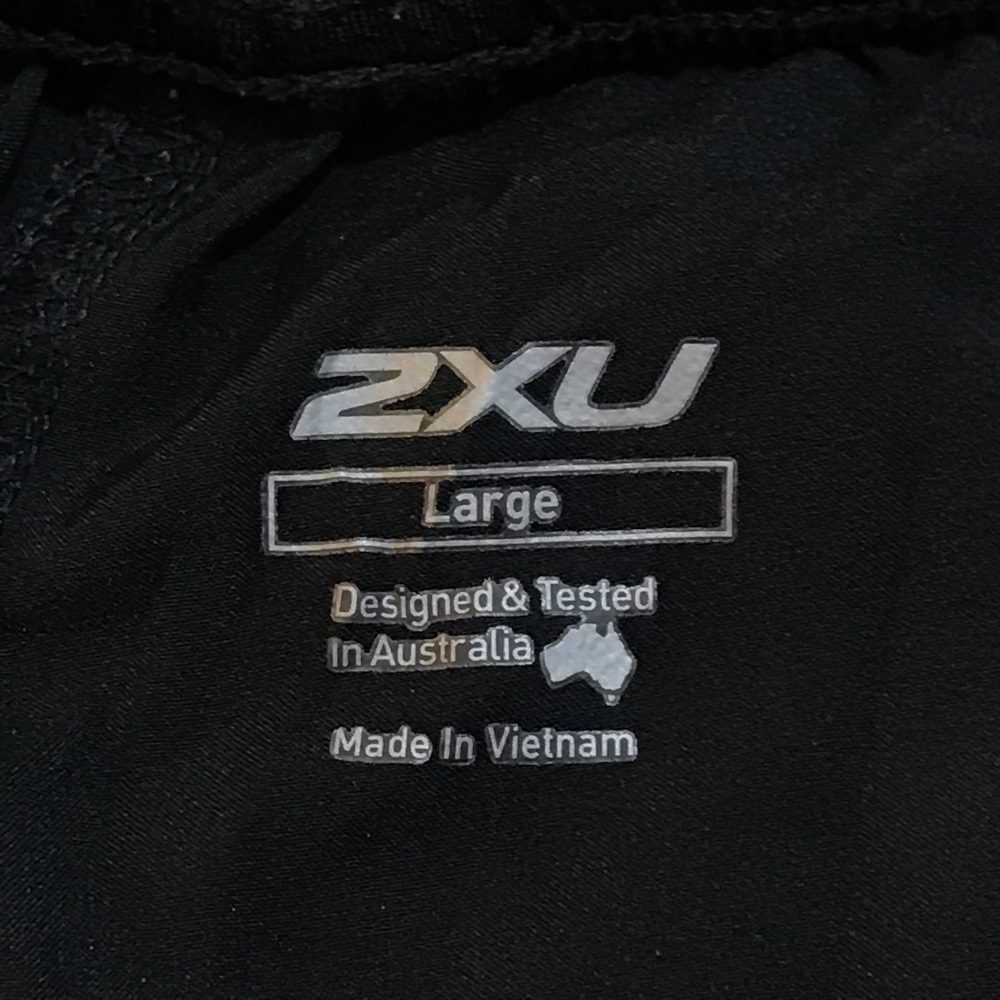 2XU
Large
Designed & Tested
In Australia
Made In Vietnam